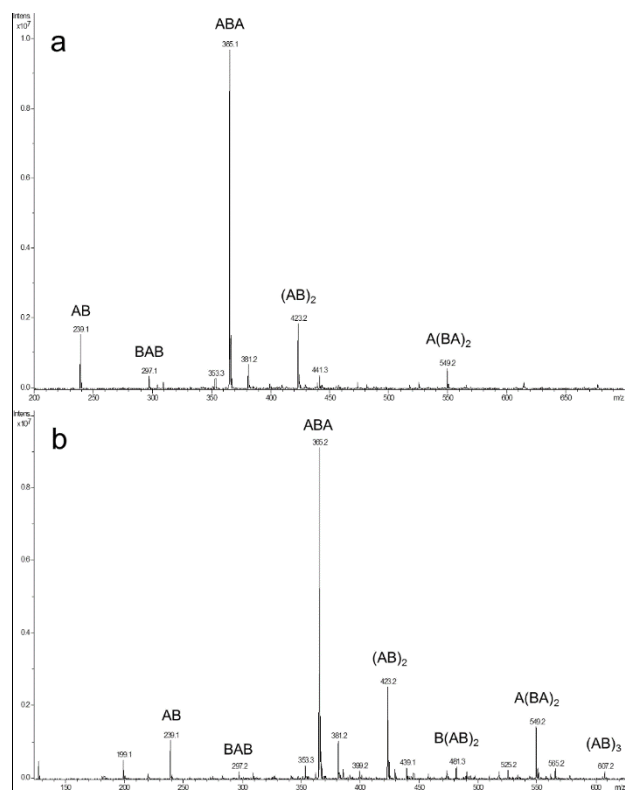 Intens.
x10⁷
a
ABA
1.0
365.1
0.8
0.6
0.4
AB
(AB)₂
0.2
239.1
BAB
423.2
A(BA)₂
297.1
353.3
381.2
441.3
549.2
0.0
200 250 300 350 400 450 500 550 600 650 m/z
Intens.
x10⁷
b
ABA
365.2
0.8
0.6
0.4
(AB)₂
AB
423.2
A(BA)₂
0.2
BAB
B(AB)₂
549.2
(AB)₃
199.1
239.1
297.2
353.3
381.2
399.2
439.1
481.3
525.2
565.2
607.2
0.0
150 200 250 300 350 400 450 500 550 600 m/z